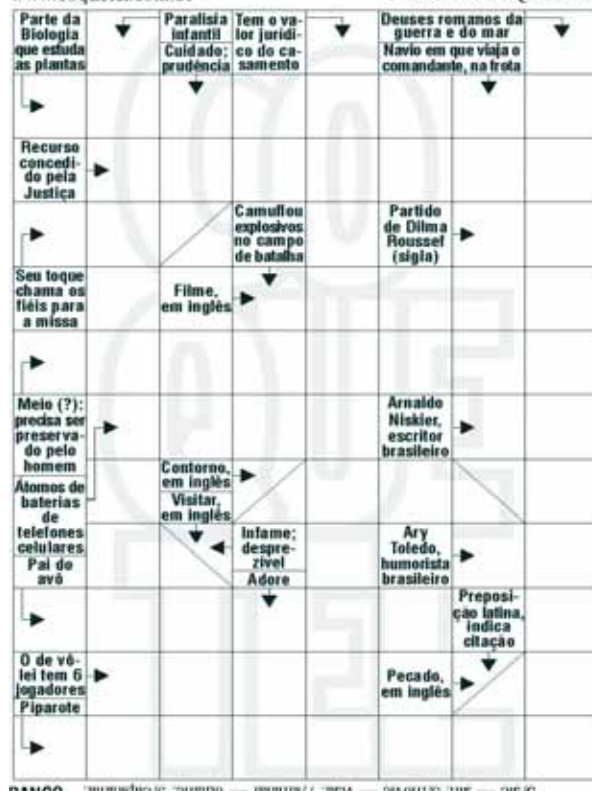 Parte da
Biologia
que estuda
as plantas
Paralisia
infantil
Cuidado;
prudência
Tem o va-
lor jurídi-
co do ca-
samento
Deuses romanos da
guerra e do mar
Navio em que viaja o
comandante, na frota
Recurso
concedi-
do pela
Justiça
Camuflou
explosivos
no campo
de batalha
Partido
de Dilma
Roussef
(sigla)
Seu toque
chama os
fiéis para
a missa
Filme,
em inglês
Meio (?):
precisa ser
preserva-
do pelo
homem
Arnaldo
Niskier,
escritor
brasileiro
Átomos de
baterias
de
telefones
celulares
Contorno,
em inglês
Visitar,
em inglês
Pai do
avô
Infame;
despre-
zível
Adore
Ary
Toledo,
humorista
brasileiro
Preposi-
ção latina,
indica
citação
O de vô-
lei tem 6
jogadores
Piparote
Pecado,
em inglês
BANCO